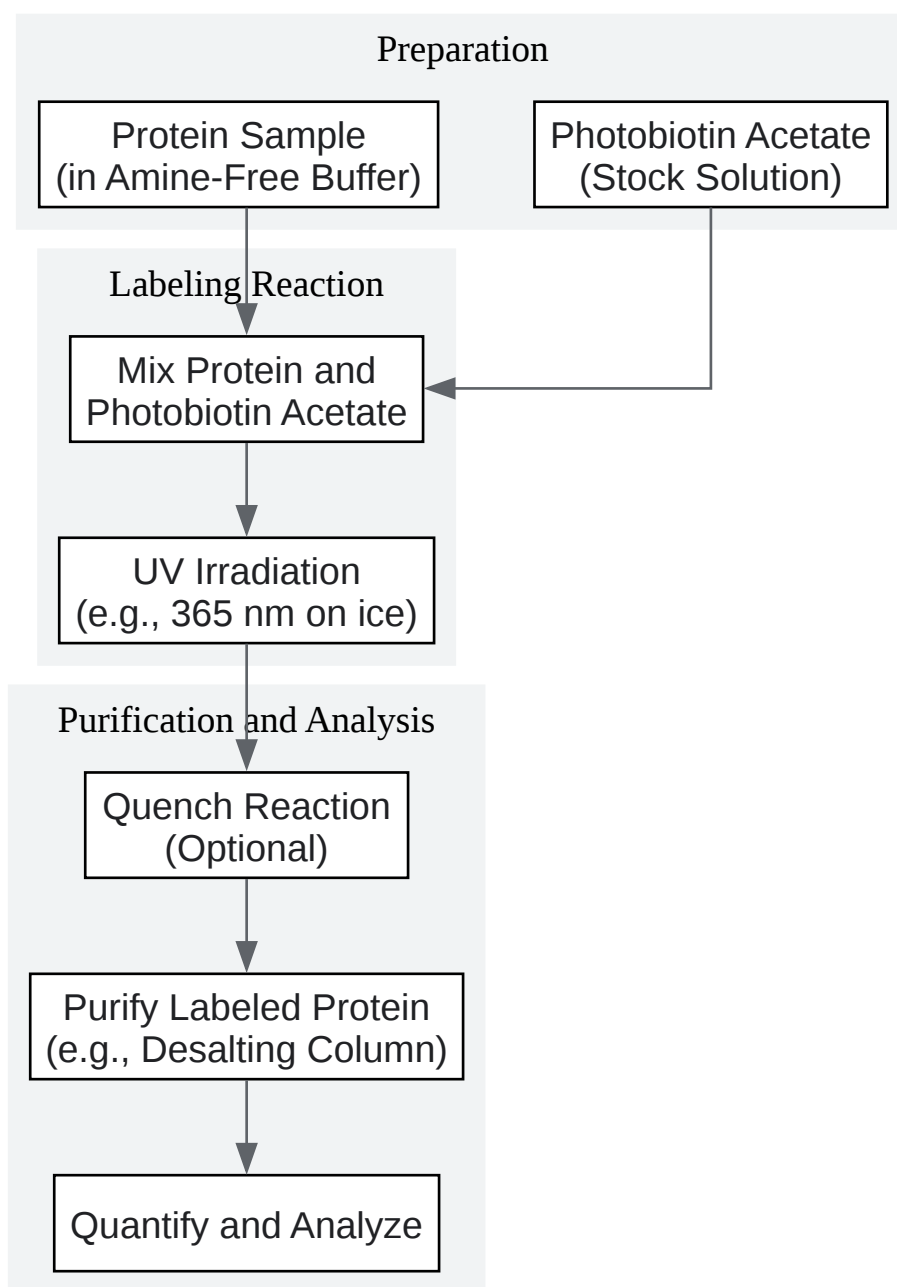 Preparation
Protein Sample
(in Amine-Free Buffer)
Photobiotin Acetate
(Stock Solution)
Labeling Reaction
Mix Protein and
Photobiotin Acetate
UV Irradiation
(e.g., 365 nm on ice)
Purification and Analysis
Quench Reaction
(Optional)
Purify Labeled Protein
(e.g., Desalting Column)
Quantify and Analyze